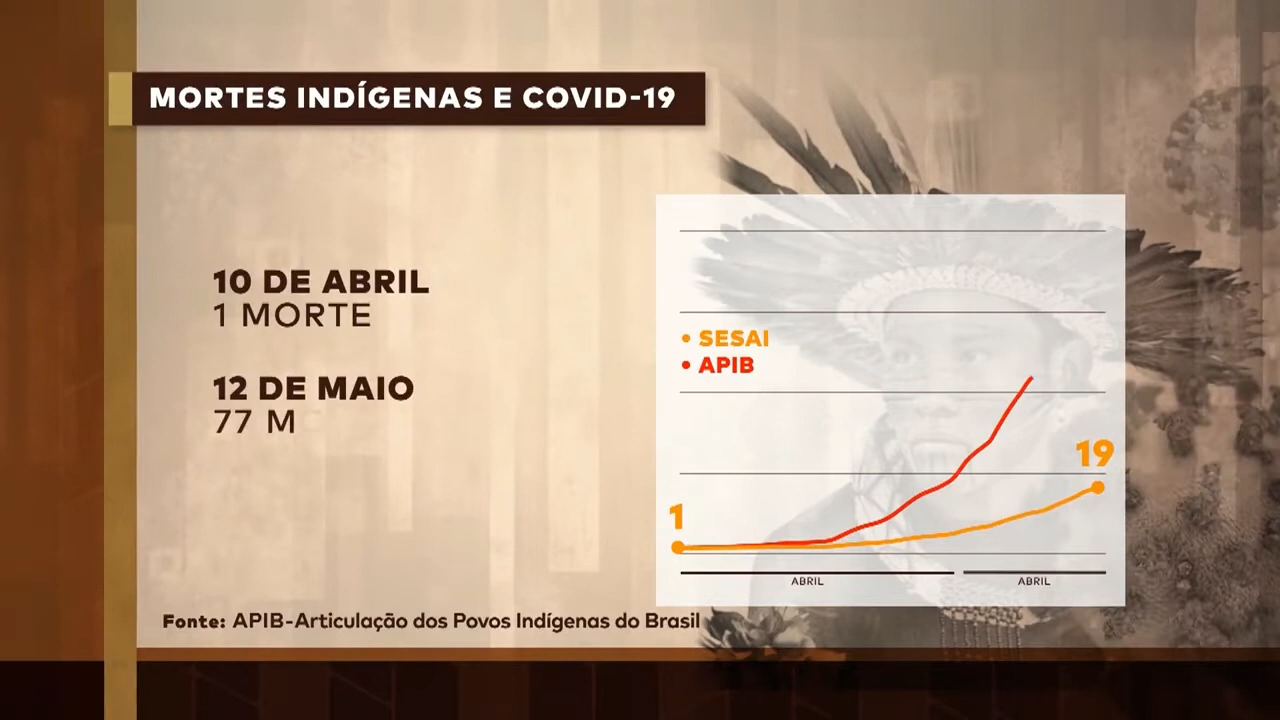 MORTES INDÍGENAS E COVID-19
10 DE ABRIL
1 MORTE
12 DE MAIO
77 M
• SESAI
• APIB
1
19
ABRIL
ABRIL
Fonte: APIB-Articulação dos Povos Indígenas do Brasil